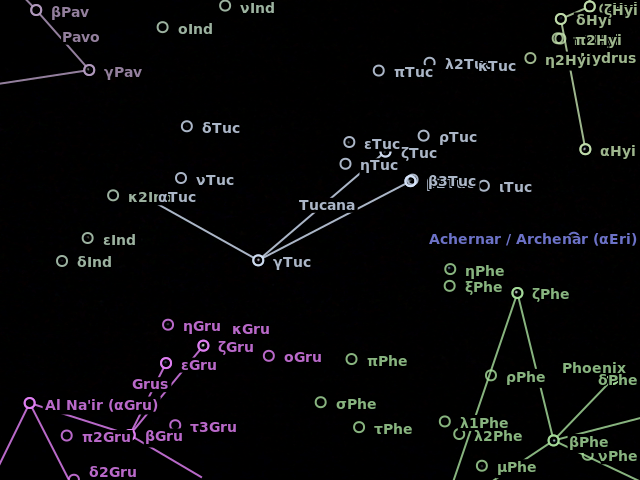 βPav
νInd
(ζHyi
οInd
δHyi
Pavo
π2Hyi
ydrus
η2Hyi
γPav
πTuc
λ2Tuc
κTuc
δTuc
ρTuc
εTuc
ζTuc
αHyi
ηTuc
νTuc
β3Tuc
ιTuc
κ2Ind
αTuc
Tucana
εInd
Achernar / Archenar (αEri)
δInd
γTuc
ηPhe
ξPhe
ζPhe
ηGru
κGru
ζGru
οGru
εGru
πPhe
Phoenix
Grus
ρPhe
δPhe
Al Na'ir (αGru)
σPhe
τ3Gru
λ1Phe
τPhe
π2Gru
βGru
λ2Phe
βPhe
νPhe
δ2Gru
μPhe